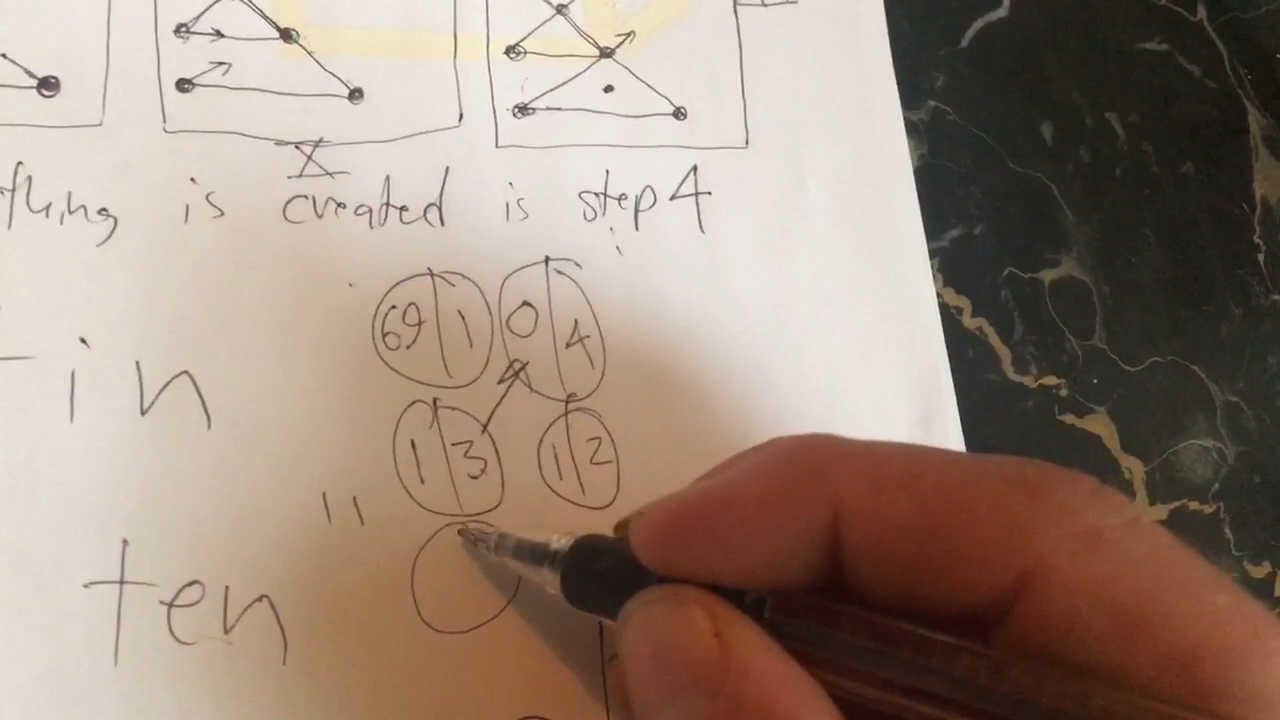 X
thing is created is step 4
69 1 0 4
in
1 3 1 2
"
ten